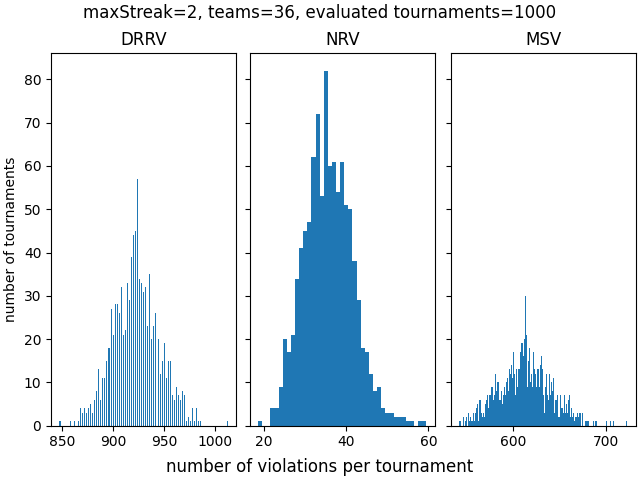 maxStreak=2, teams=36, evaluated tournaments=1000
DRRV
NRV
MSV
number of tournaments
80
70
60
50
40
30
20
10
0
850 900 950 1000
20 40 60
600 700
number of violations per tournament